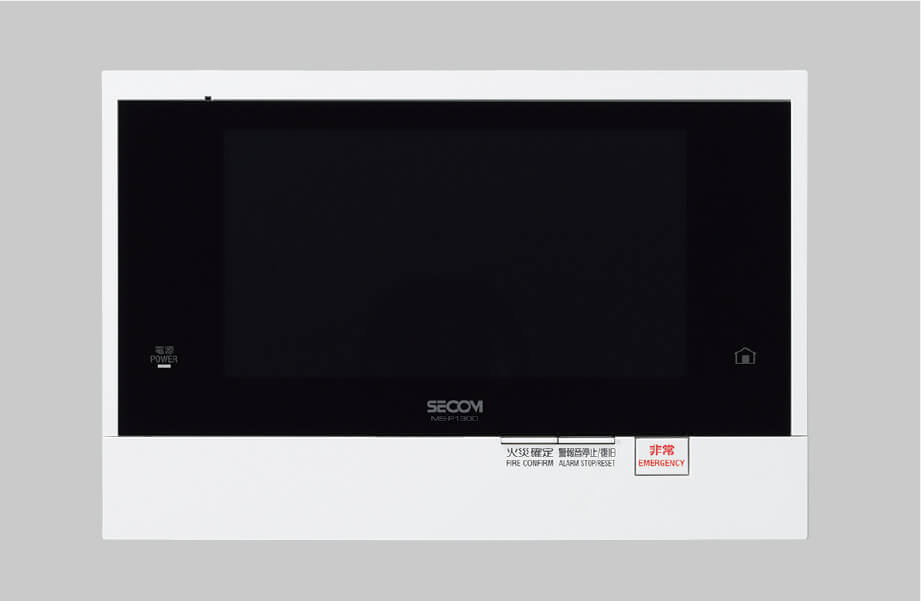 電源
POWER
SECOM
MS-P1300
火災確定 警報音停止/復旧
FIRE CONFIRM ALARM STOP/RESET
非常
EMERGENCY